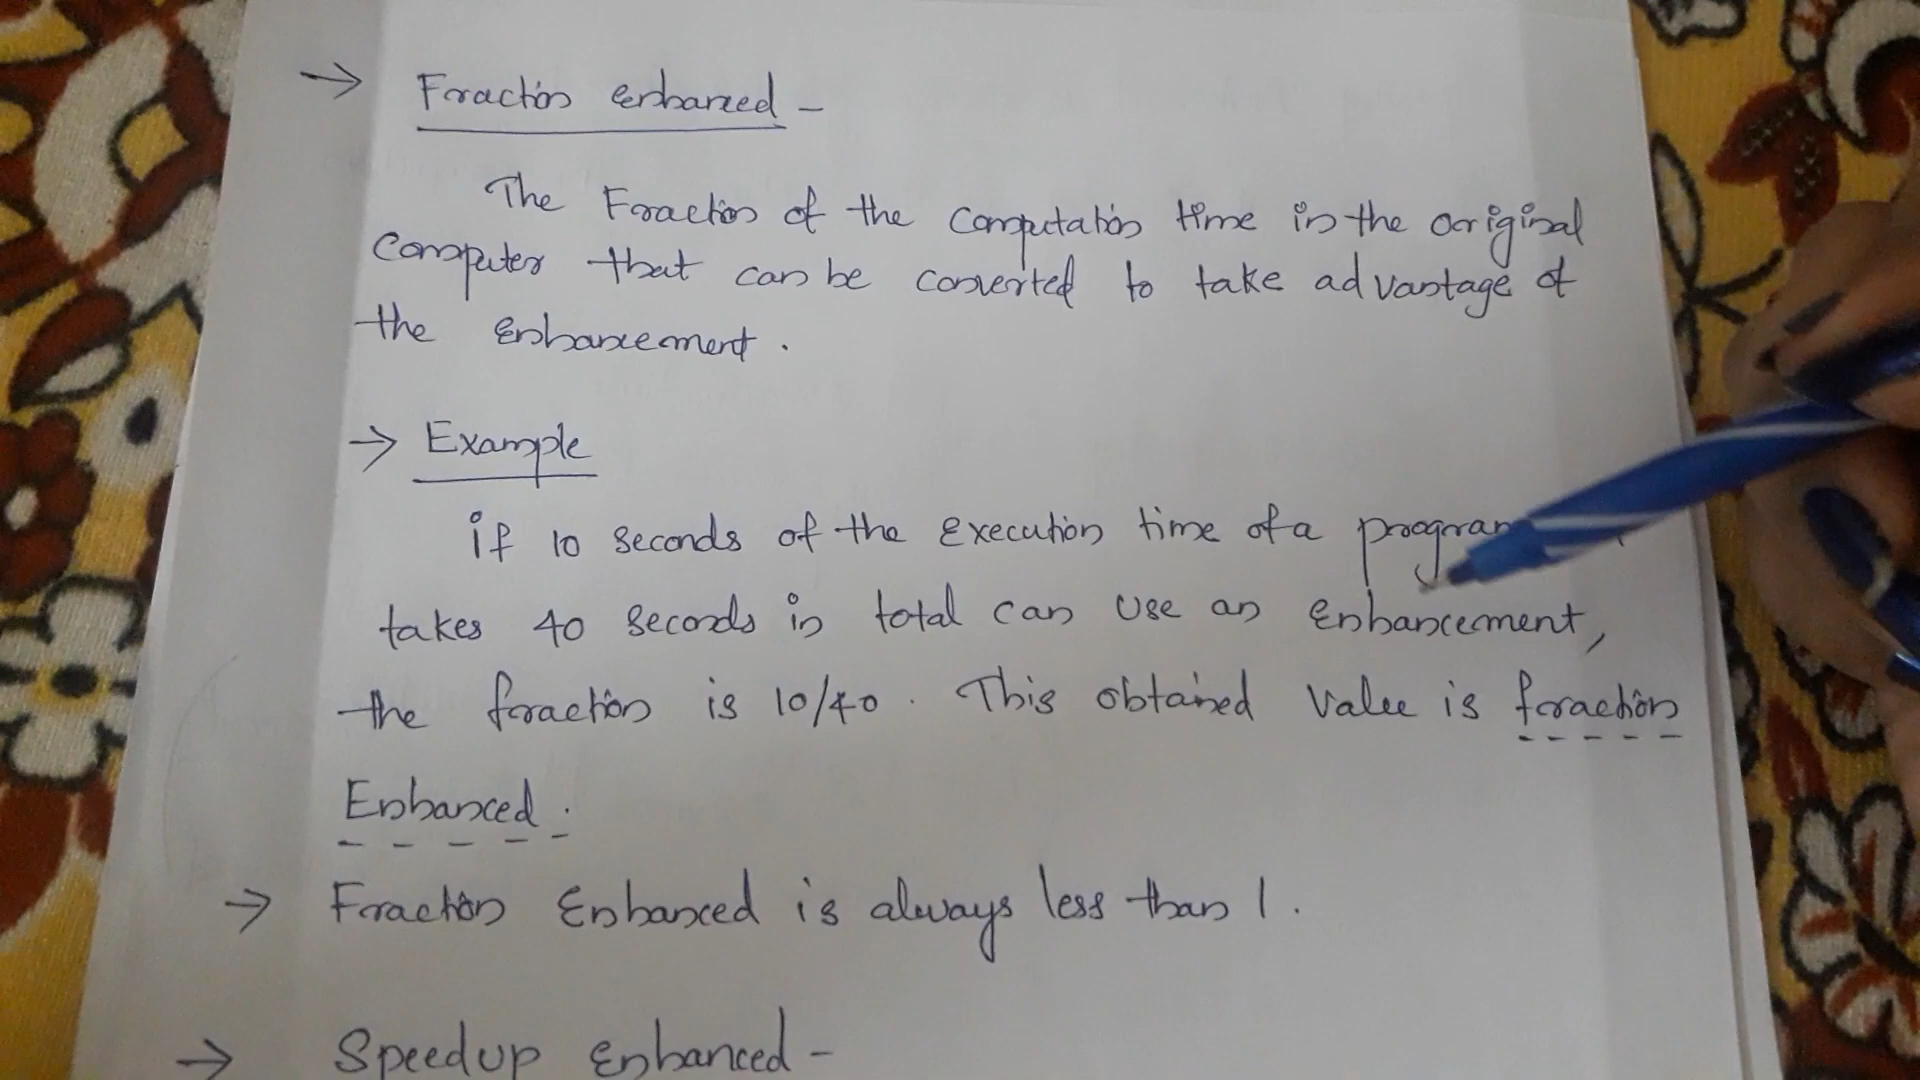 → Fraction enhanced -
The Fraction of the computation time in the original
computer that can be converted to take advantage of
the enhancement.
→ Example
if 10 seconds of the execution time of a
takes 40 seconds in total can use an enhancement,
the fraction is 10/40. This obtained value is fraction
Enhanced.
→ Fraction Enhanced is always less than 1.
→ Speedup Enhanced -